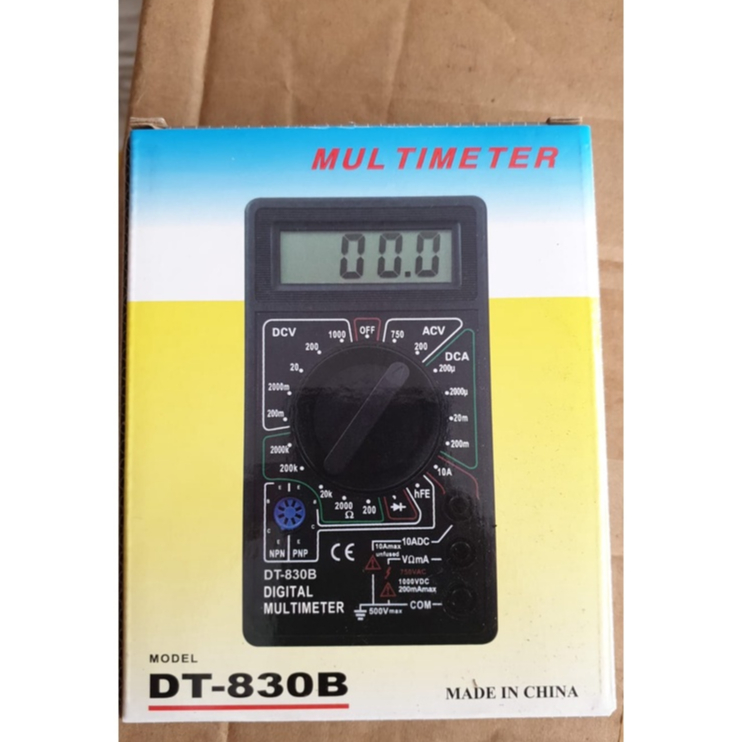 MULTIMETER
00.0
DCV 1000 OFF 750 ACV
200 200 DCA
20 200µ
2000m 2000µ
200m 20m
2000k 200m
200k 10A
20k 2000 200 hFE
Ω
E E
B B
C C
E E
NPN PNP
CE
10Amax
unfused
10ADC
VΩmA
750VAC
1000VDC
200mAmax
500Vmax
COM
DT-830B
DIGITAL
MULTIMETER
MODEL
DT-830B
MADE IN CHINA